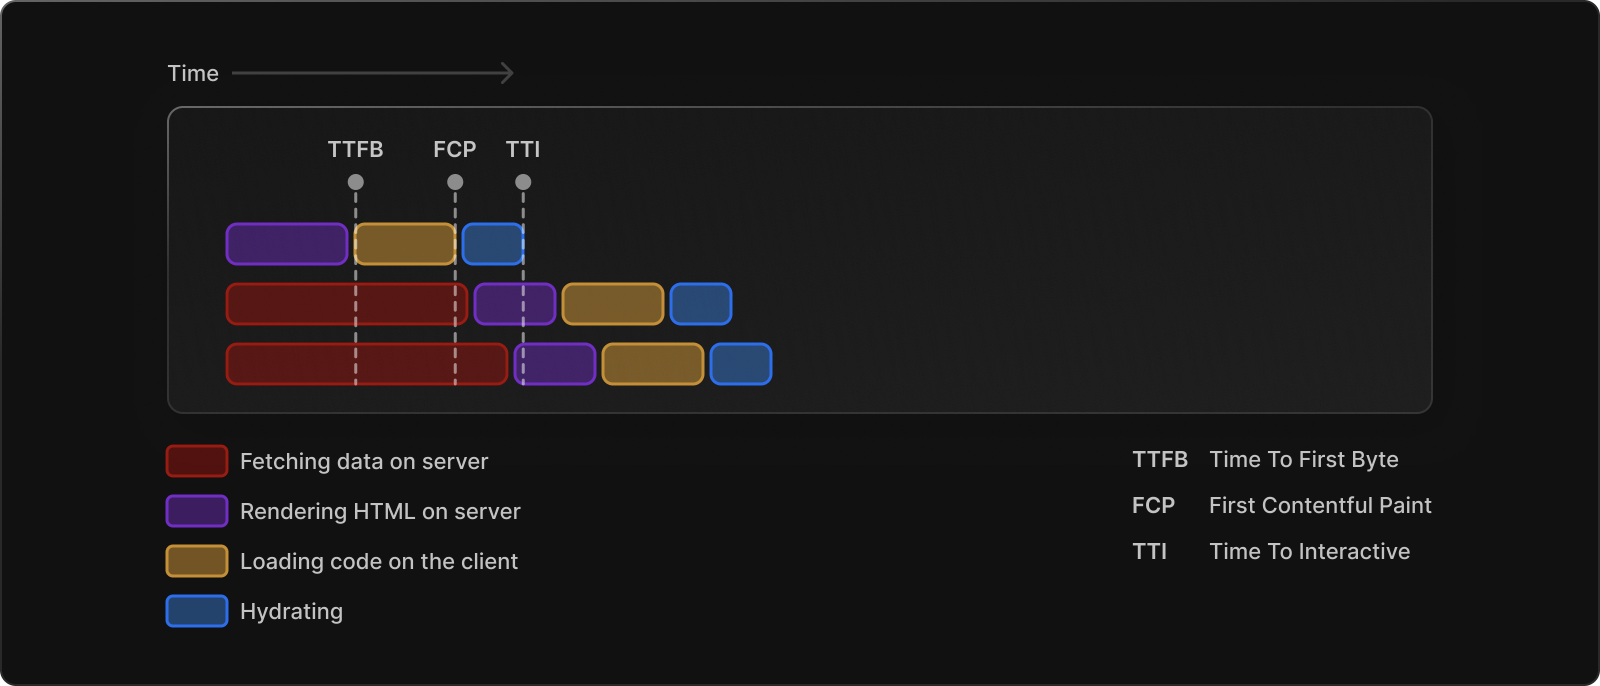 Time
TTFB FCP TTI
Fetching data on server
Rendering HTML on server
Loading code on the client
Hydrating
TTFB Time To First Byte
FCP First Contentful Paint
TTI Time To Interactive